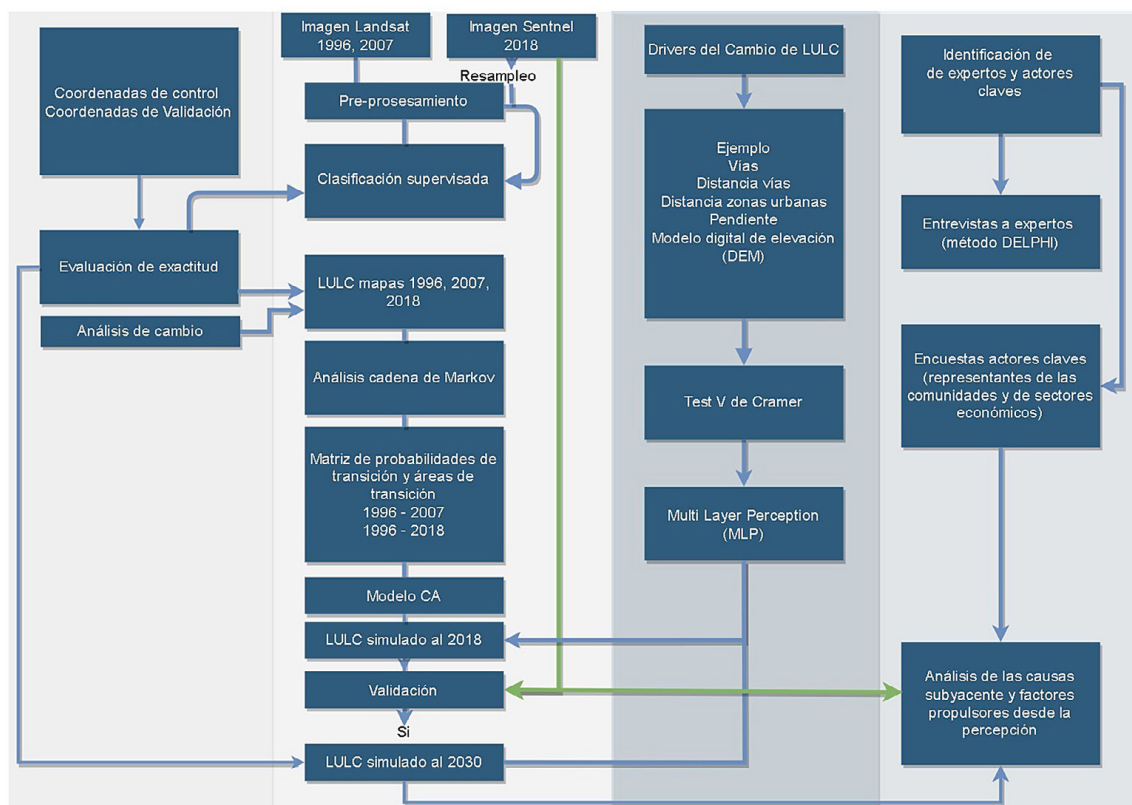 Coordenadas de control
Coordenadas de Validación
Evaluación de exactitud
Análisis de cambio
Imagen Landsat
1996, 2007
Imagen Sentnel
2018
Resampleo
Pre-prosesamiento
Clasificación supervisada
LULC mapas 1996, 2007,
2018
Análisis cadena de Markov
Matriz de probabilidades de
transición y áreas de
transición
1996 - 2007
1996 - 2018
Modelo CA
LULC simulado al 2018
Validación
Si
LULC simulado al 2030
Drivers del Cambio de LULC
Ejemplo
Vías
Distancia vías
Distancia zonas urbanas
Pendiente
Modelo digital de elevación
(DEM)
Test V de Cramer
Multi Layer Perception
(MLP)
Identificación de
de expertos y actores
claves
Entrevistas a expertos
(método DELPHI)
Encuestas actores claves
(representantes de las
comunidades y de sectores
económicos)
Análisis de las causas
subyacente y factores
propulsores desde la
percepción